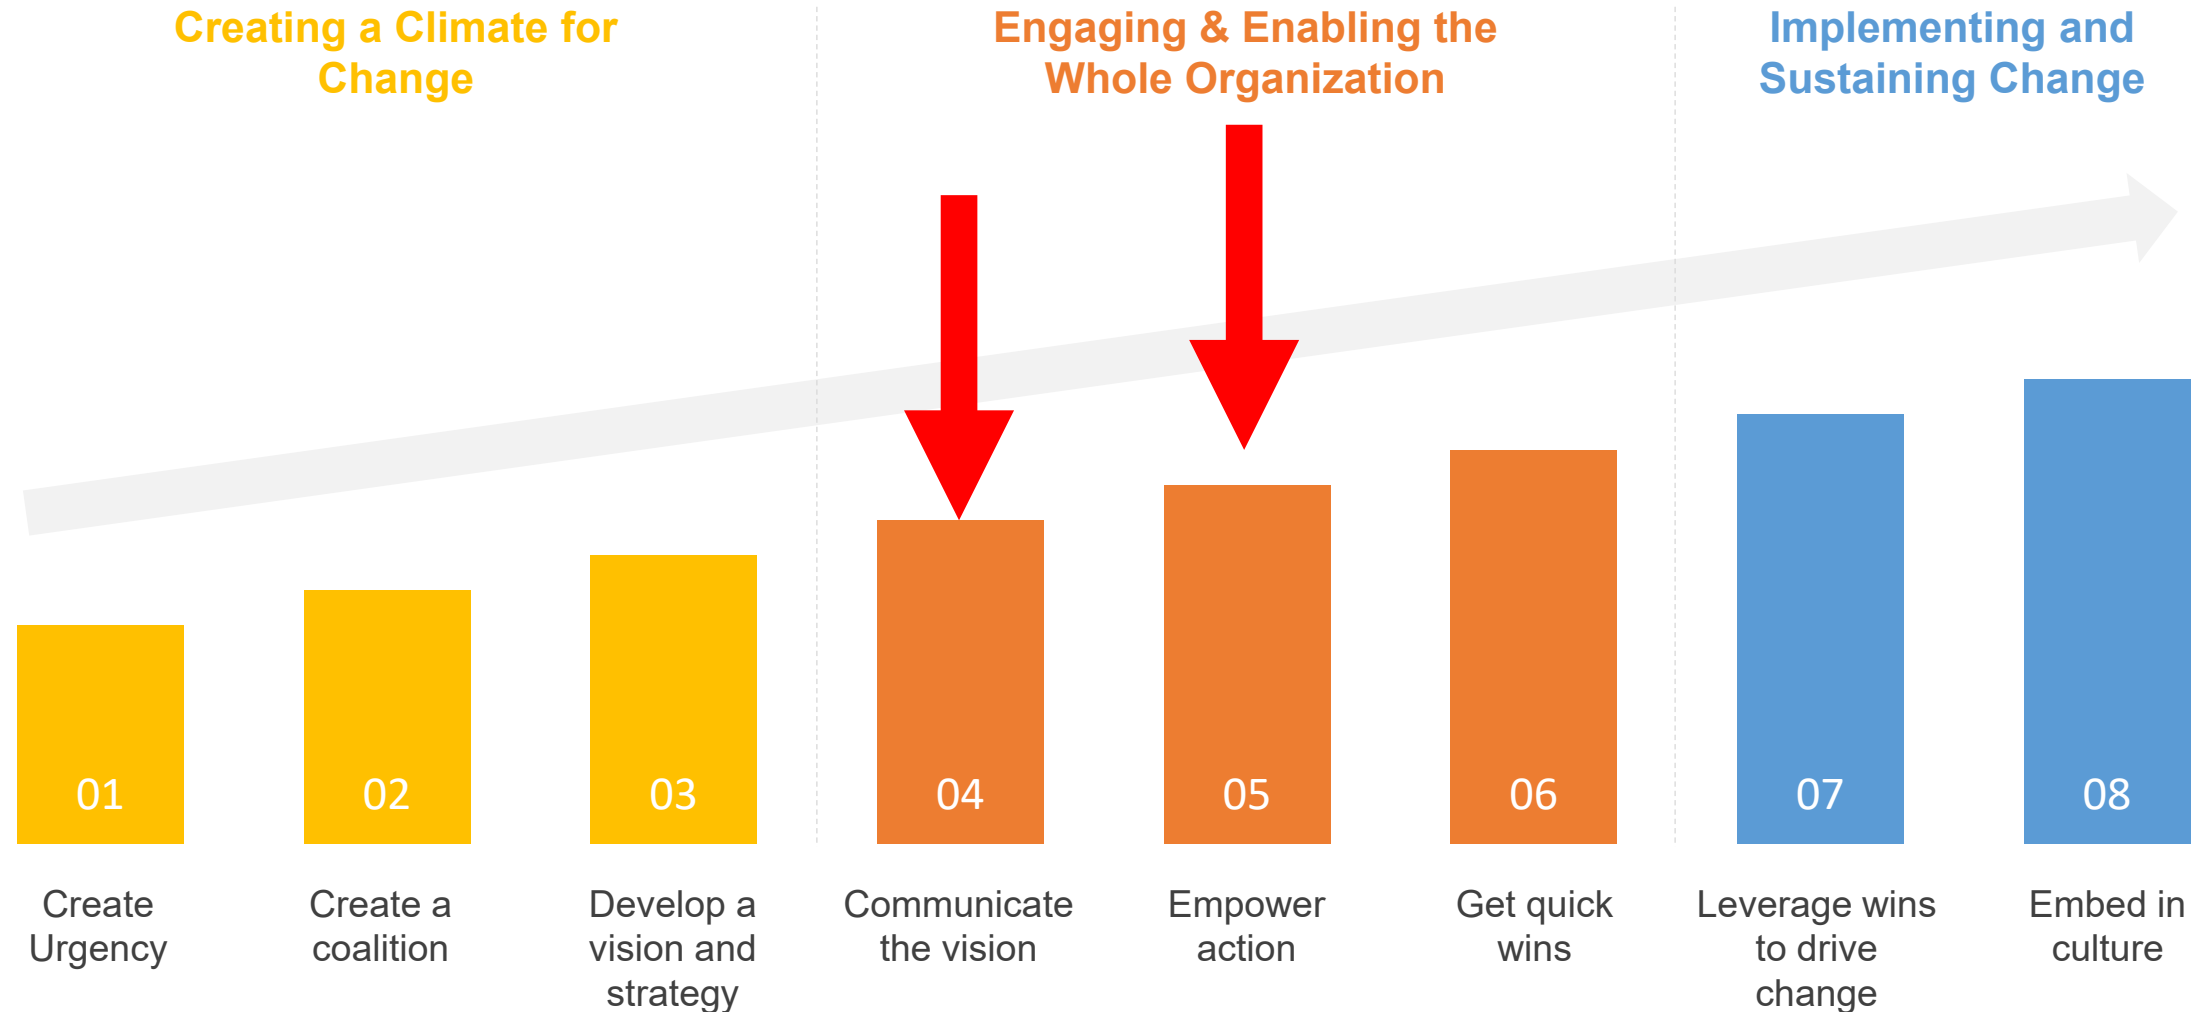 Creating a Climate for
Change
Engaging & Enabling the
Whole Organization
Implementing and
Sustaining Change
01
02
03
04
05
06
07
08
Create
Urgency
Create a
coalition
Develop a
vision and
strategy
Communicate
the vision
Empower
action
Get quick
wins
Leverage wins
to drive
change
Embed in
culture